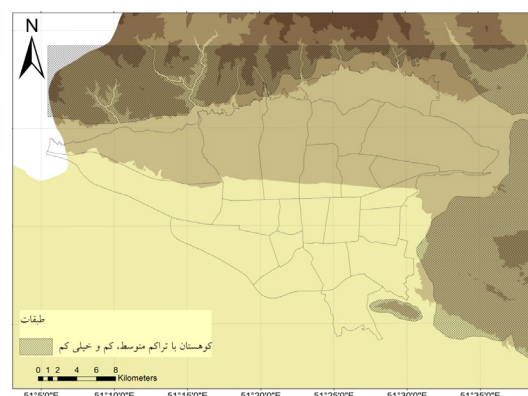 N
طبقات
کوهستان با تراکم متوسط، کم و خیلی کم
0 1 2 4 6 8
Kilometers
51°5'0"E 51°10'0"E 51°15'0"E 51°20'0"E 51°25'0"E 51°30'0"E 51°35'0"E